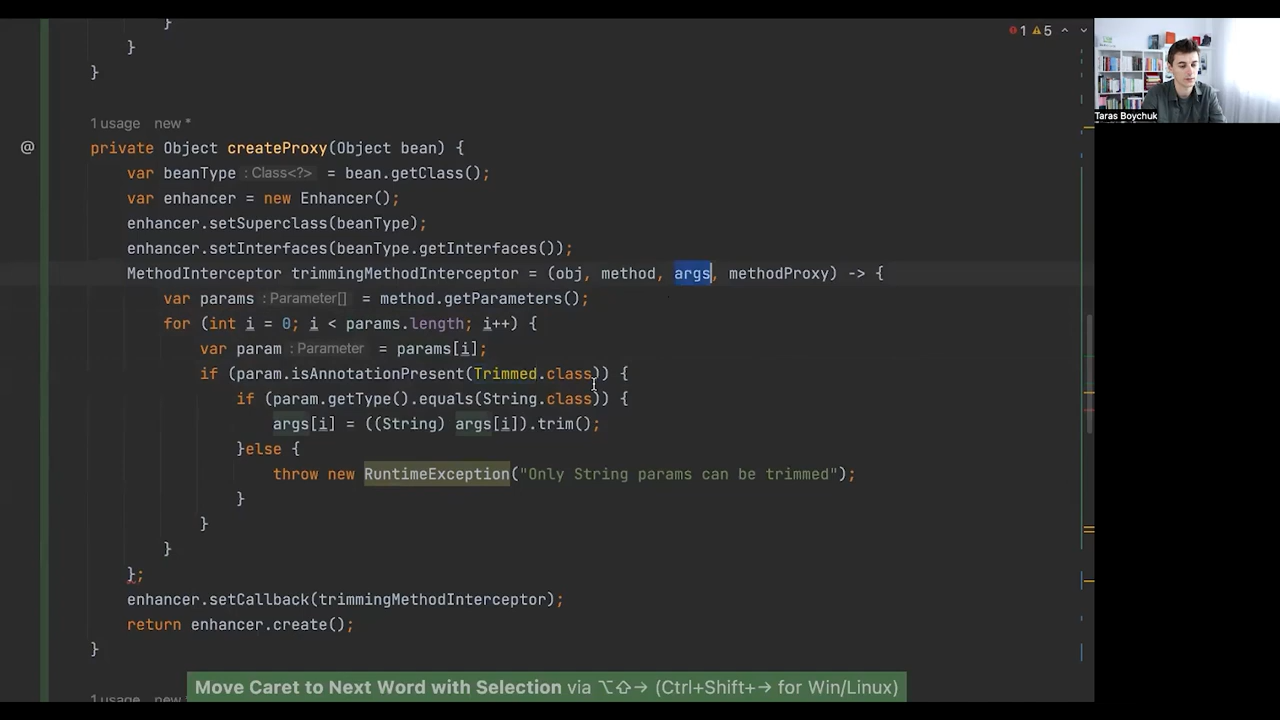 }
}
}
1 5
1 usage new *
@
private Object createProxy(Object bean) {
var beanType : Class<?> = bean.getClass();
var enhancer = new Enhancer();
enhancer.setSuperclass(beanType);
enhancer.setInterfaces(beanType.getInterfaces());
MethodInterceptor trimmingMethodInterceptor = (obj, method, args, methodProxy) -> {
var params : Parameter[] = method.getParameters();
for (int i = 0; i < params.length; i++) {
var param : Parameter = params[i];
if (param.isAnnotationPresent(Trimmed.class)) {
if (param.getType().equals(String.class)) {
args[i] = ((String) args[i]).trim();
}else {
throw new RuntimeException("Only String params can be trimmed");
}
}
}
};
enhancer.setCallback(trimmingMethodInterceptor);
return enhancer.create();
}
1 usage new *
Move Caret to Next Word with Selection via ⌥⇧→ (Ctrl+Shift+→ for Win/Linux)
Taras Boychuk